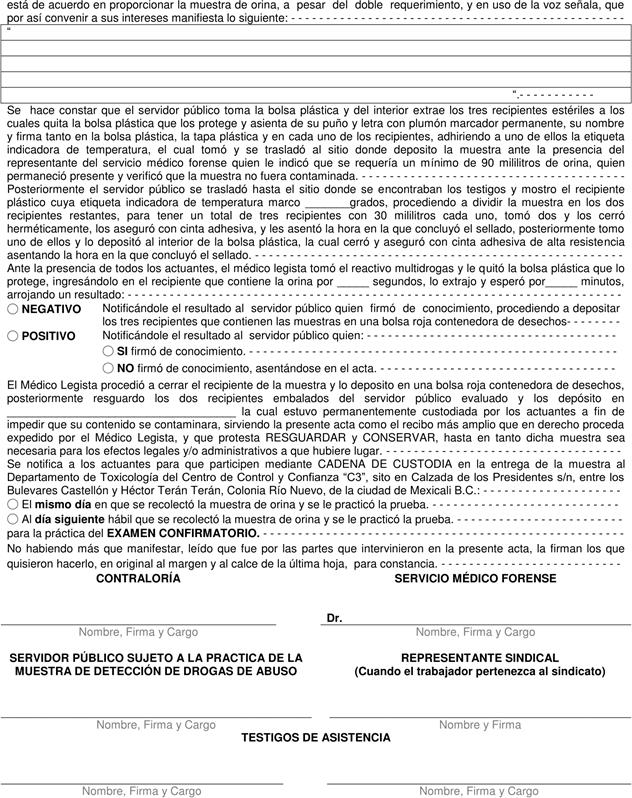 está de acuerdo en proporcionar la muestra de orina, a pesar del doble requerimiento, y en uso de la voz señala, que
por así convenir a sus intereses manifiesta lo siguiente: - - - - - - - - - - - - - - - - - - - - - - - - - - - - - - - - - - - - - - - - - - - - - - - -
“
“.- - - - - - - - - - -
Se hace constar que el servidor público toma la bolsa plástica y del interior extrae los tres recipientes estériles a los
cuales quita la bolsa plástica que los protege y asienta de su puño y letra con plumón marcador permanente, su nombre
y firma tanto en la bolsa plástica, la tapa plástica y en cada uno de los recipientes, adhiriendo a uno de ellos la etiqueta
indicadora de temperatura, el cual tomó y se trasladó al sitio donde deposito la muestra ante la presencia del
representante del servicio médico forense quien le indicó que se requería un mínimo de 90 mililitros de orina, quien
permaneció presente y verificó que la muestra no fuera contaminada. - - - - - - - - - - - - - - - - - - - - - - - - - - - - - - - - - - - - - -
Posteriormente el servidor público se trasladó hasta el sitio donde se encontraban los testigos y mostro el recipiente
plástico cuya etiqueta indicadora de temperatura marco _______grados, procediendo a dividir la muestra en los dos
recipientes restantes, para tener un total de tres recipientes con 30 mililitros cada uno, tomó dos y los cerró
herméticamente, los aseguró con cinta adhesiva, y les asentó la hora en la que concluyó el sellado, posteriormente tomo
uno de ellos y lo depositó al interior de la bolsa plástica, la cual cerró y aseguró con cinta adhesiva de alta resistencia
asentando la hora en la que concluyó el sellado. - - - - - - - - - - - - - - - - - - - - - - - - - - - - - - - - - - - - - - - - - - - - - - - - - - - - -
Ante la presencia de todos los actuantes, el médico legista tomó el reactivo multidrogas y le quitó la bolsa plástica que lo
protege, ingresándolo en el recipiente que contiene la orina por _____ segundos, lo extrajo y esperó por_____ minutos,
arrojando un resultado: - - - - - - - - - - - - - - - - - - - - - - - - - - - - - - - - - - - - - - - - - - - - - - - - - - - - - - - - - - - - - - - - - - - - - -
NEGATIVO Notificándole el resultado al servidor público quien firmó de conocimiento, procediendo a depositar
los tres recipientes que contienen las muestras en una bolsa roja contenedora de desechos- - - - - - - -
POSITIVO Notificándole el resultado al servidor público quien: - - - - - - - - - - - - - - - - - - - - - - - - - - - - - - - - - - - -
SI firmó de conocimiento. - - - - - - - - - - - - - - - - - - - - - - - - - - - - - - - - - - - - - - - - - - - - - - - - - - - -
NO firmó de conocimiento, asentándose en el acta. - - - - - - - - - - - - - - - - - - - - - - - - - - - - - - - - - -
El Médico Legista procedió a cerrar el recipiente de la muestra y lo deposito en una bolsa roja contenedora de desechos,
posteriormente resguardo los dos recipientes embalados del servidor público evaluado y los depósito en
___________________________________ la cual estuvo permanentemente custodiada por los actuantes a fin de
impedir que su contenido se contaminara, sirviendo la presente acta como el recibo más amplio que en derecho proceda
expedido por el Médico Legista, y que protesta RESGUARDAR y CONSERVAR, hasta en tanto dicha muestra sea
necesaria para los efectos legales y/o administrativos a que hubiere lugar. - - - - - - - - - - - - - - - - - - - - - - - - - - - - - - - - - - -
Se notifica a los actuantes para que participen mediante CADENA DE CUSTODIA en la entrega de la muestra al
Departamento de Toxicología del Centro de Control y Confianza “C3”, sito en Calzada de los Presidentes s/n, entre los
Bulevares Castellón y Héctor Terán Terán, Colonia Río Nuevo, de la ciudad de Mexicali B.C.: - - - - - - - - - - - - - - - - - - - -
El mismo día en que se recolectó la muestra de orina y se le practicó la prueba. - - - - - - - - - - - - - - - - - - - - - - - - - - -
Al día siguiente hábil que se recolectó la muestra de orina y se le practicó la prueba. - - - - - - - - - - - - - - - - - - - - - - - -
para la práctica del EXAMEN CONFIRMATORIO. - - - - - - - - - - - - - - - - - - - - - - - - - - - - - - - - - - - - - - - - - - - - - - - - - - -
No habiendo más que manifestar, leído que fue por las partes que intervinieron en la presente acta, la firman los que
quisieron hacerlo, en original al margen y al calce de la última hoja, para constancia. - - - - - - - - - - - - - - - - - - - - - - - - - -
CONTRALORÍA SERVICIO MÉDICO FORENSE
Dr.
Nombre, Firma y Cargo Nombre, Firma y Cargo
SERVIDOR PÚBLICO SUJETO A LA PRACTICA DE LA REPRESENTANTE SINDICAL
MUESTRA DE DETECCIÓN DE DROGAS DE ABUSO (Cuando el trabajador pertenezca al sindicato)
Nombre, Firma y Cargo Nombre y Firma
TESTIGOS DE ASISTENCIA
Nombre, Firma y Cargo Nombre, Firma y Cargo